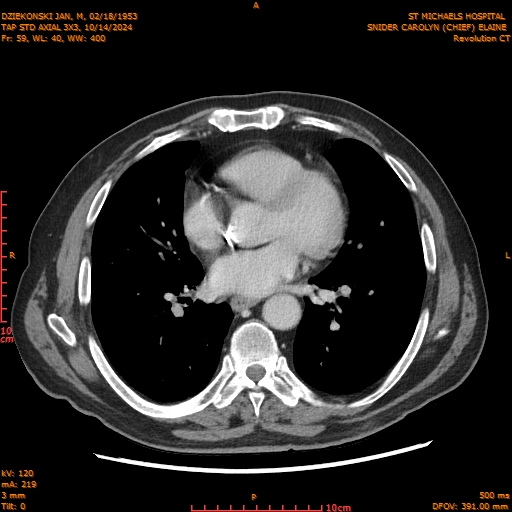 A
DZIEKONSKI JAN, M, 02/18/1953
TAP STD AXIAL 3X3, 10/14/2024
Fr: 59, WL: 40, WW: 400
ST MICHAELS HOSPITAL
SNIDER CAROLYN (CHIEF) ELAINE
Revolution CT
R
L
10
cm
kV: 120
mA: 219
3 mm
Tilt: 0
P
10cm
500 ms
DFOV: 391.00 mm